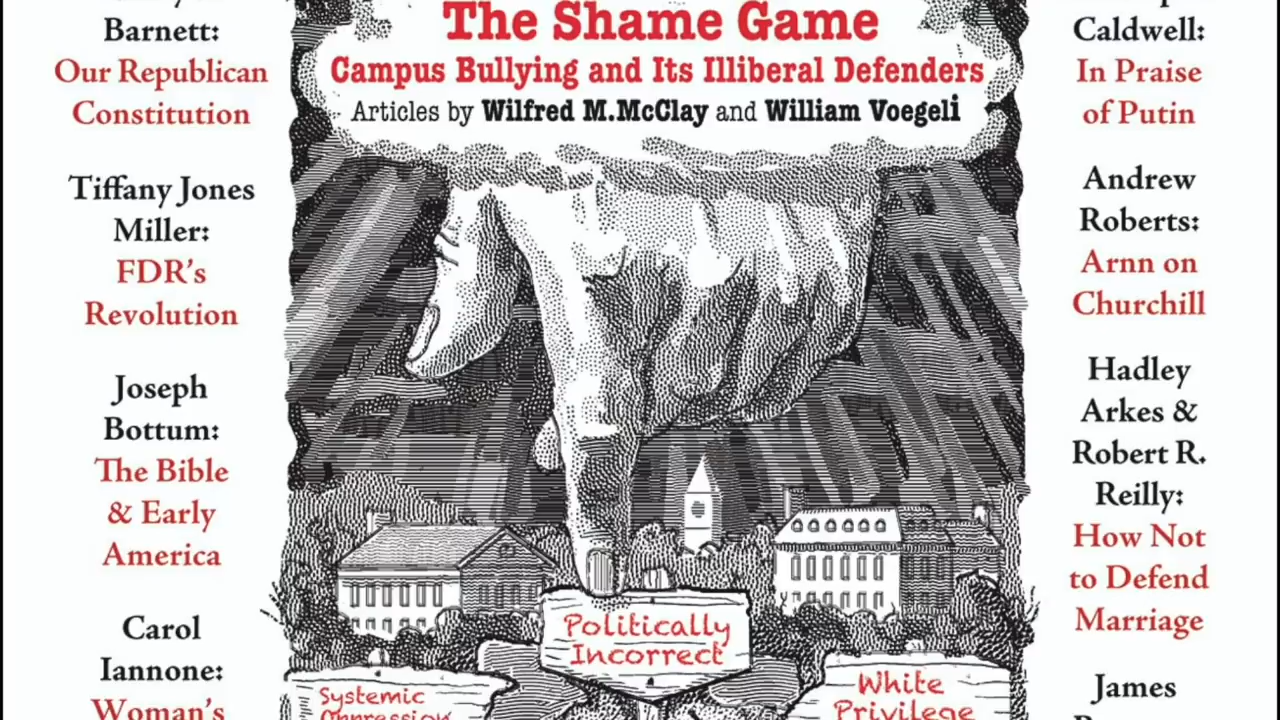 Barnett:
Our Republican
Constitution
Tiffany Jones
Miller:
FDR's
Revolution
Joseph
Bottum:
The Bible
& Early
America
Carol
Iannone:
Woman's
The Shame Game
Campus Bullying and Its Illiberal Defenders
Articles by Wilfred M.McClay and William Voegeli
Politically
Incorrect
Systemic
Oppression
White
Privilege
Caldwell:
In Praise
of Putin
Andrew
Roberts:
Arnn on
Churchill
Hadley
Arkes &
Robert R.
Reilly:
How Not
to Defend
Marriage
James